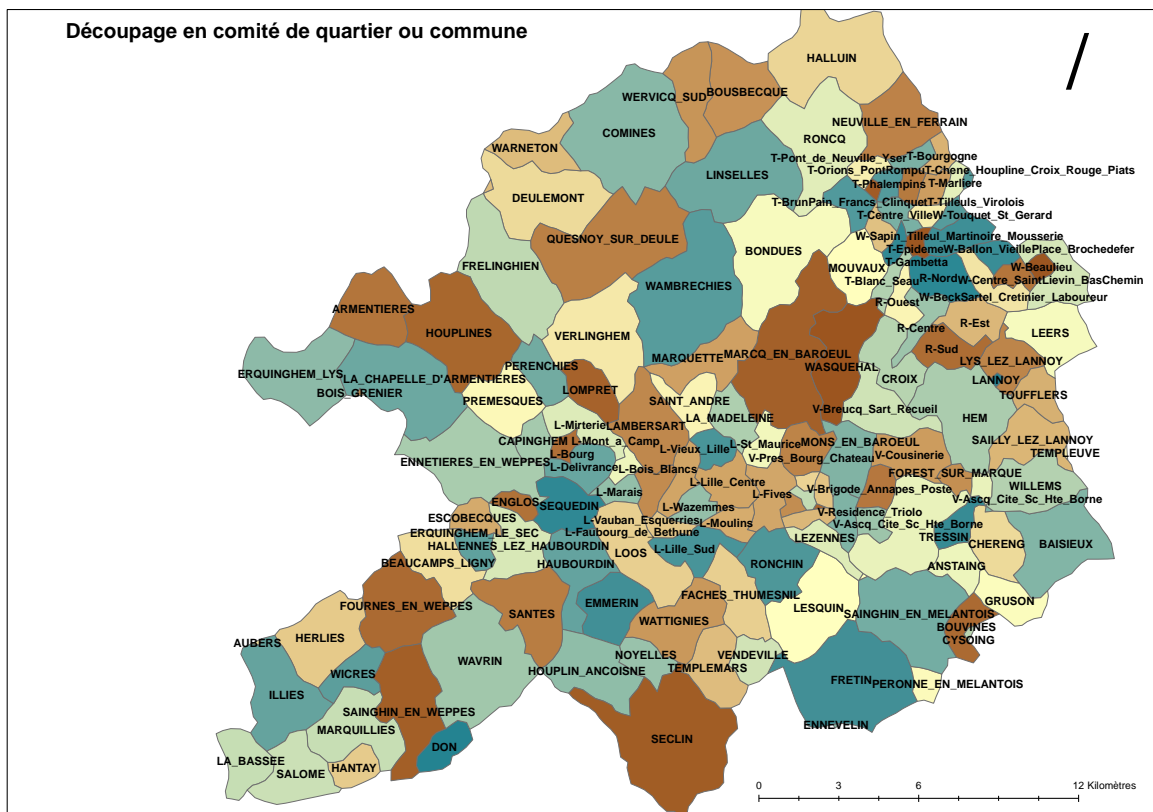 Découpage en comité de quartier ou commune
HALLUIN
WERVICQ_SUD
BOUSBECQUE
NEUVILLE_EN_FERRAIN
COMINES
RONCQ
WARNETON
T-Pont_de_Neuville_Yser
T-Bourgogne
LINSELLES
T-Orions_PontRompu
T-Chene_Houpline_Croix_Rouge_Piats
T-Phalempins
T-Marliere
DEULEMONT
T-BrunPain_Francs_Clinquet
T-Tilleuls_Virolois
T-Centre_Ville
W-Touquet_St_Gerard
QUESNOY_SUR_DEULE
W-Sapin_Tilleul_Martinoire_Mousserie
BONDUES
T-Epideme
W-Ballon_VieillePlace_Brochedefer
FRELINGHIEN
T-Gambetta
MOUVAUX
W-Beaulieu
T-Blanc_Seau
R-Nord
W-Centre_SaintLievin_BasChemin
WAMBRECHIES
W-BeckSartel_Cretinier_Laboureur
R-Ouest
ARMENTIERES
HOUPLINES
R-Centre
R-Est
LEERS
VERLINGHEM
R-Sud
MARQUETTE
MARCQ_EN_BAROEUL
LYS_LEZ_LANNOY
WASQUEHAL
PERENCHIES
ERQUINGHEM_LYS
LA_CHAPELLE_D'ARMENTIERES
CROIX
LANNOY
BOIS_GRENIER
LOMPRET
TOUFFLERS
PREMESQUES
SAINT_ANDRE
V-Breucq_Sart_Recueil
LA_MADELEINE
HEM
L-Mirterie
LAMBERSART
CAPINGHEM
L-Mont_a_Camp
L-St_Maurice
MONS_EN_BAROEUL
SAILLY_LEZ_LANNOY
L-Vieux_Lille
TEMPLEUVE
L-Bourg
V-Pres_Bourg_Chateau
V-Cousinerie
ENNETIERES_EN_WEPPES
L-Delivrance
L-Bois_Blancs
FOREST_SUR_MARQUE
L-Lille_Centre
WILLEMS
L-Marais
L-Fives
V-Brigode_Annapes_Poste
V-Ascq_Cite_Sc_Hte_Borne
ENGLOS
SEQUEDIN
L-Wazemmes
V-Residence_Triolo
ESCOBECQUES
L-Vauban_Esquerries
L-Moulins
V-Ascq_Cite_Sc_Hte_Borne
ERQUINGHEM_LE_SEC
L-Faubourg_de_Bethune
LEZENNES
TRESSIN
HALLENNES_LEZ_HAUBOURDIN
LOOS
L-Lille_Sud
CHERENG
BAISIEUX
BEAUCAMPS_LIGNY
HAUBOURDIN
RONCHIN
ANSTAING
FACHES_THUMESNIL
EMMERIN
LESQUIN
GRUSON
FOURNES_EN_WEPPES
SANTES
WATTIGNIES
SAINGHIN_EN_MELANTOIS
BOUVINES
CYSOING
AUBERS
HERLIES
NOYELLES
VENDEVILLE
WAVRIN
HOUPLIN_ANCOISNE
TEMPLEMARS
WICRES
FRETIN
PERONNE_EN_MELANTOIS
ILLIES
SAINGHIN_EN_WEPPES
ENNEVELIN
MARQUILLIES
SECLIN
DON
LA_BASSEE
HANTAY
SALOME
0 3 6 12 Kilomètres